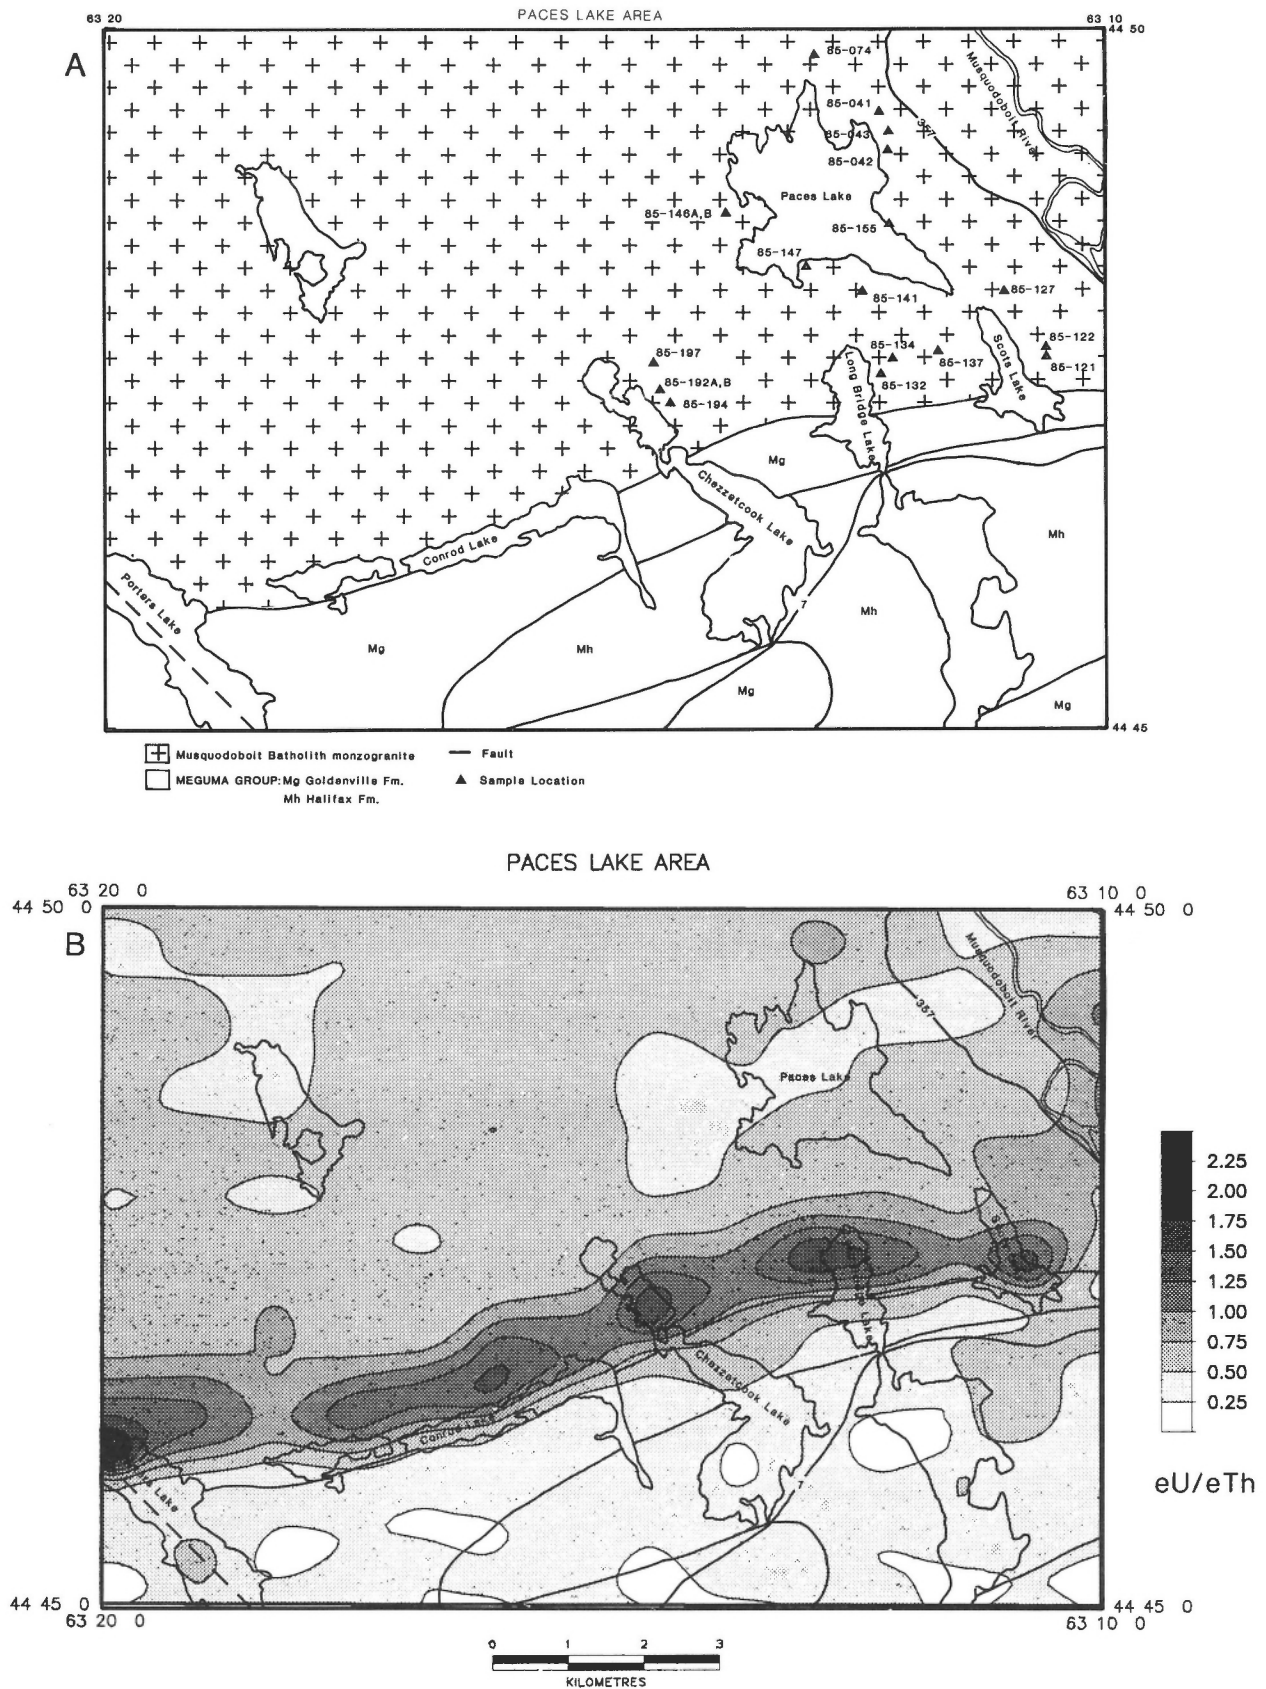 PACES LAKE AREA
63 20
63 10
44 50
A
85-074
Musquodoboit River
85-041
357
85-043
85-042
Paces Lake
85-146A,B
85-155
85-147
85-141
85-127
85-197
85-134
85-122
85-137
85-121
85-192A,B
85-132
85-194
Scots Lake
Long Bridge Lake
Mg
Chezzetcook Lake
Mh
Conrod Lake
Porters Lake
7
Mh
Mg
Mh
Mg
Mg
44 45
Musquodoboit Batholith monzogranite
Fault
MEGUMA GROUP: Mg Goldenville Fm.
Sample Location
Mh Halifax Fm.
PACES LAKE AREA
63 20 0
63 10 0
44 50 0
44 50 0
B
Musquodoboit River
357
Paces Lake
2.25
2.00
1.75
1.50
1.25
1.00
0.75
0.50
0.25
eU/eTh
Lake
Chezzetcook Lake
Conrod Lake
Lake
7
44 45 0
44 45 0
63 20 0
63 10 0
0 1 2 3
KILOMETRES